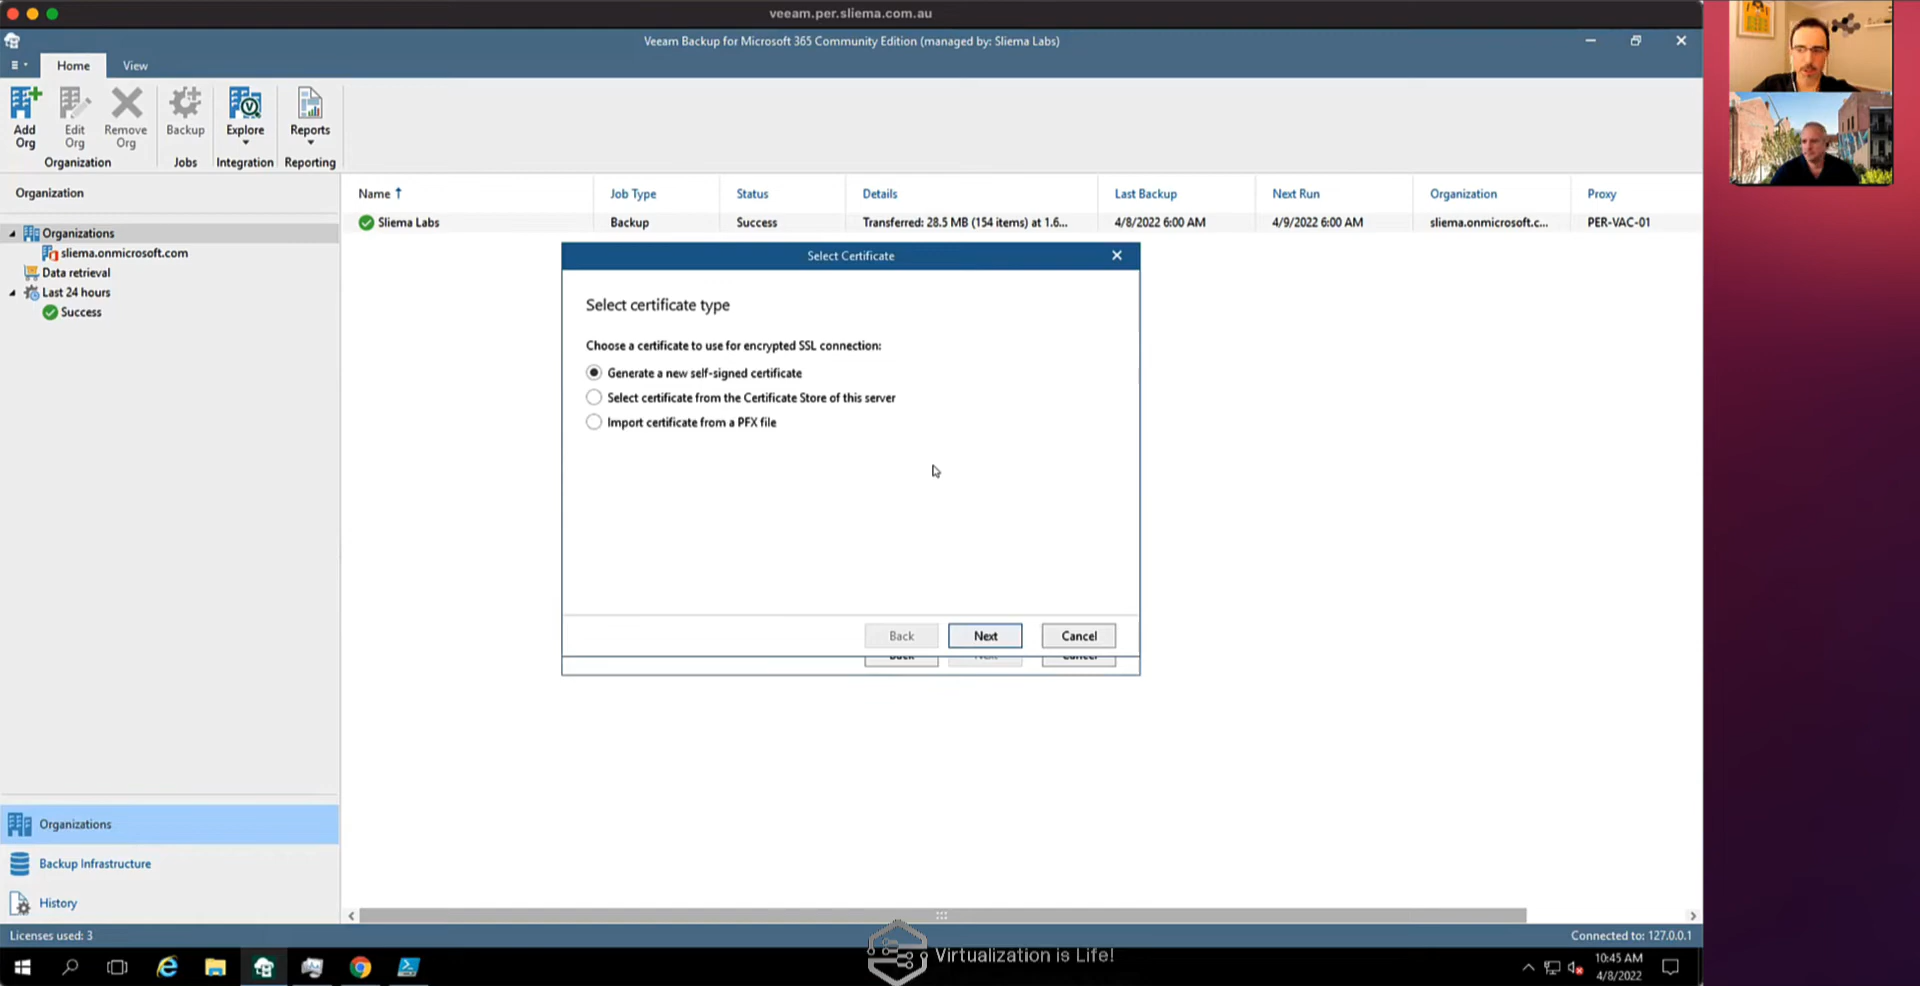 veeam.per.sliema.com.au
Veeam Backup for Microsoft 365 Community Edition (managed by: Sliema Labs)
Home
View
Add Org
Edit Org
Remove Org
Backup
Explore
Reports
Organization
Jobs
Integration
Reporting
Organization
Organizations
sliema.onmicrosoft.com
Data retrieval
Last 24 hours
Success
Name
Job Type
Status
Details
Last Backup
Next Run
Organization
Proxy
Sliema Labs
Backup
Success
Transferred: 28.5 MB (154 items) at 1.6...
4/8/2022 6:00 AM
4/9/2022 6:00 AM
sliema.onmicrosoft.c...
PER-VAC-01
Select Certificate
Select certificate type
Choose a certificate to use for encrypted SSL connection:
Generate a new self-signed certificate
Select certificate from the Certificate Store of this server
Import certificate from a PFX file
Back
Next
Cancel
Organizations
Backup Infrastructure
History
Licenses used: 3
Connected to: 127.0.0.1
Virtualization is Life!
10:45 AM
4/8/2022